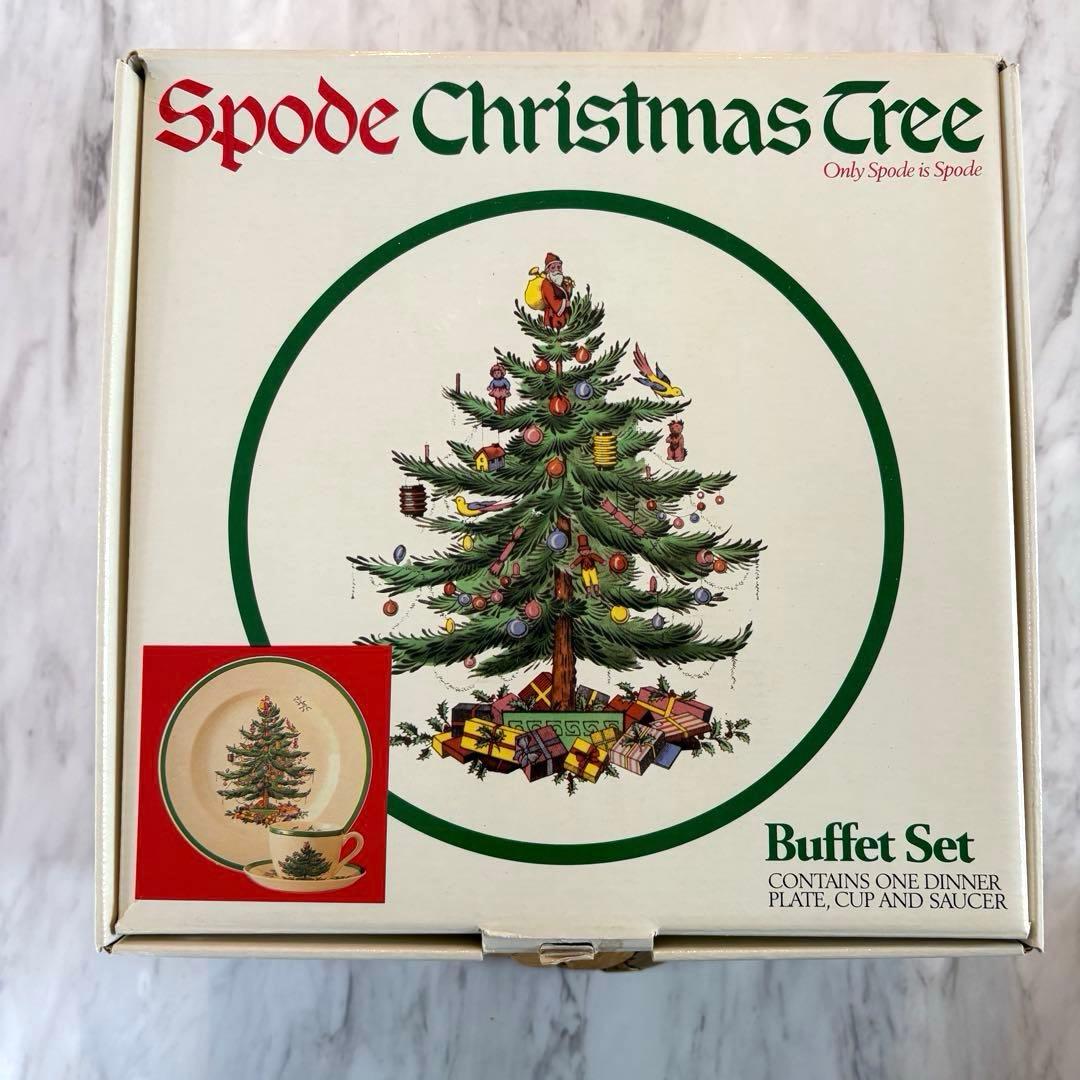 Spode Christmas Tree
Only Spode is Spode
Buffet Set
CONTAINS ONE DINNER
PLATE, CUP AND SAUCER